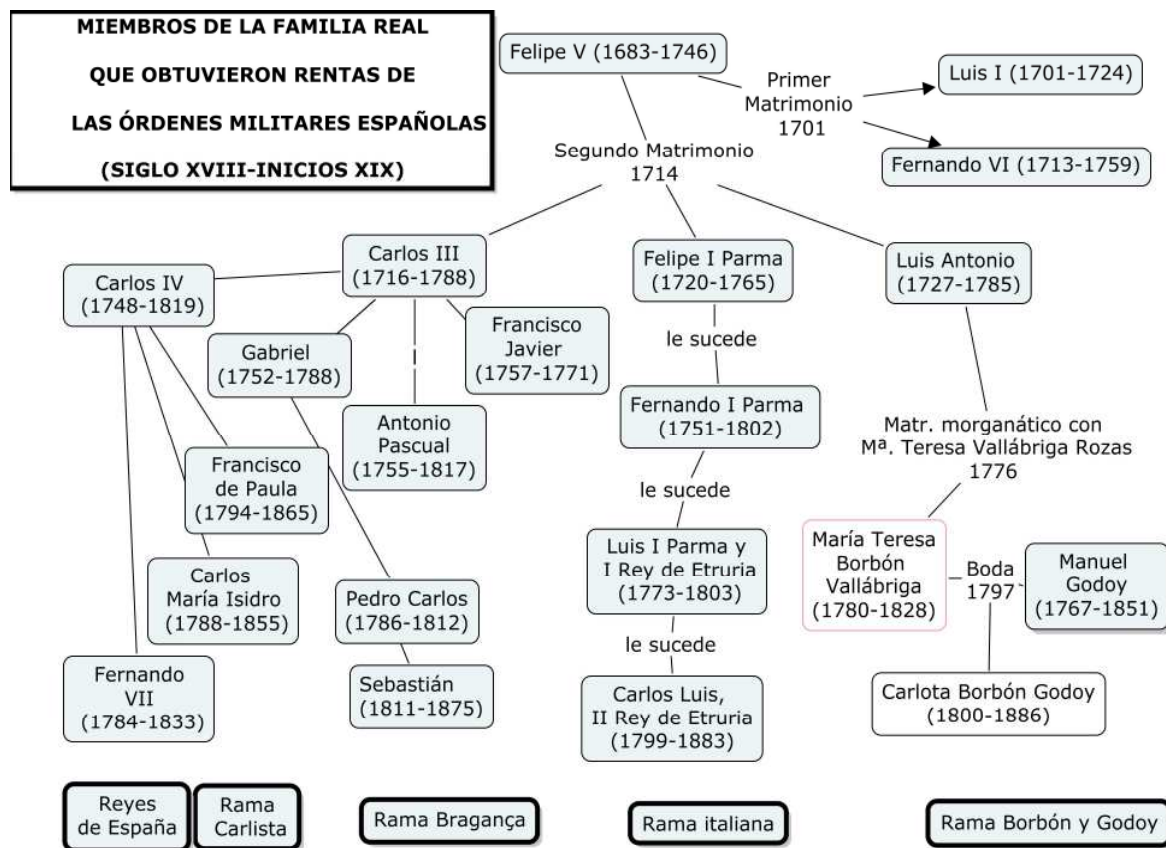 MIEMBROS DE LA FAMILIA REAL
QUE OBTUVIERON RENTAS DE
LAS ÓRDENES MILITARES ESPAÑOLAS
(SIGLO XVIII-INICIOS XIX)
Felipe V (1683-1746)
Primer
Matrimonio
1701
Luis I (1701-1724)
Fernando VI (1713-1759)
Segundo Matrimonio
1714
Carlos IV
(1748-1819)
Carlos III
(1716-1788)
Felipe I Parma
(1720-1765)
Luis Antonio
(1727-1785)
Gabriel
(1752-1788)
Francisco
Javier
(1757-1771)
le sucede
Antonio
Pascual
(1755-1817)
Fernando I Parma
(1751-1802)
Matr. morganático con
Mª. Teresa Vallábriga Rozas
1776
Francisco
de Paula
(1794-1865)
le sucede
Carlos
María Isidro
(1788-1855)
Pedro Carlos
(1786-1812)
Luis I Parma y
I Rey de Etruria
(1773-1803)
María Teresa
Borbón
Vallábriga
(1780-1828)
Boda
1797
Manuel
Godoy
(1767-1851)
le sucede
Fernando
VII
(1784-1833)
Sebastián
(1811-1875)
Carlos Luis,
II Rey de Etruria
(1799-1883)
Carlota Borbón Godoy
(1800-1886)
Reyes
de España
Rama
Carlista
Rama Bragança
Rama italiana
Rama Borbón y Godoy